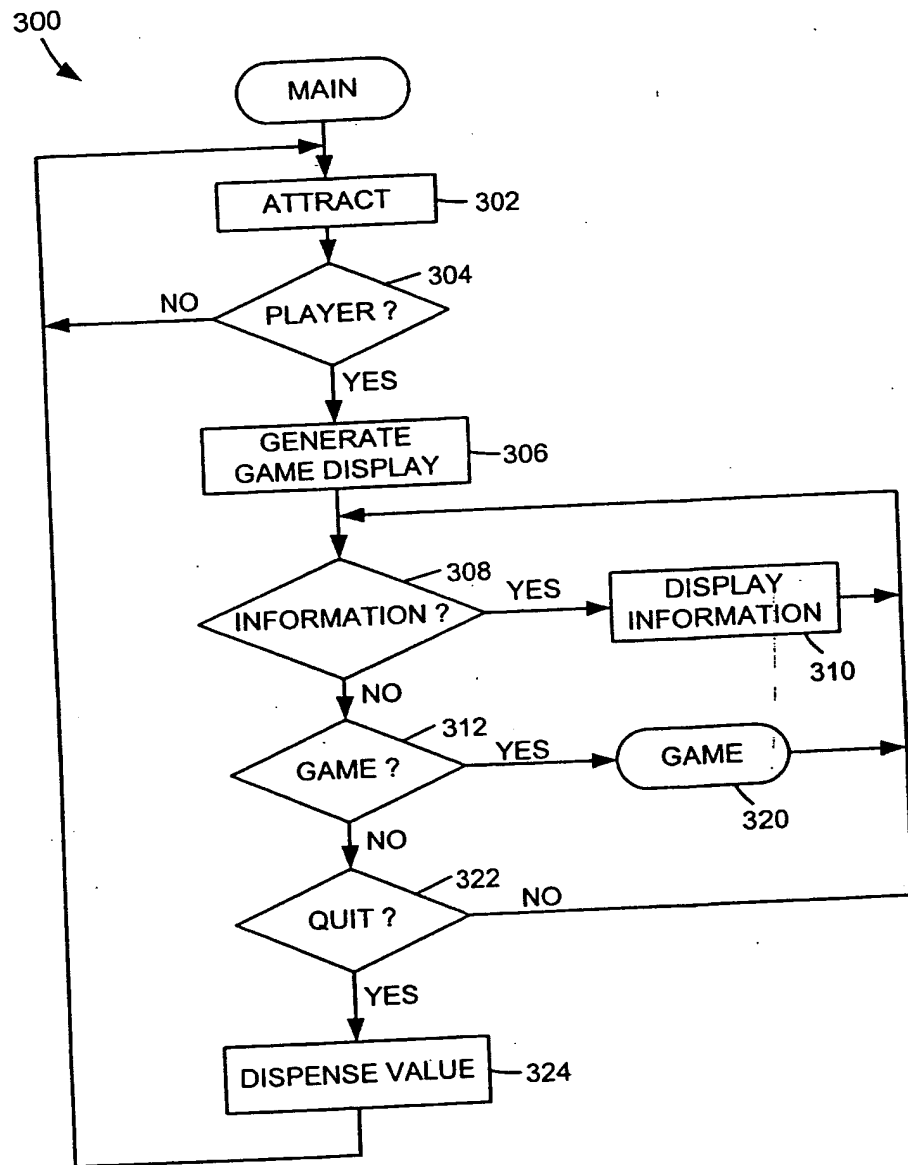 300
MAIN
ATTRACT
302
304
NO
PLAYER ?
YES
GENERATE
GAME DISPLAY
306
308
YES
DISPLAY
INFORMATION
INFORMATION ?
310
NO
312
YES
GAME ?
GAME
320
NO
322
NO
QUIT ?
YES
DISPENSE VALUE
324